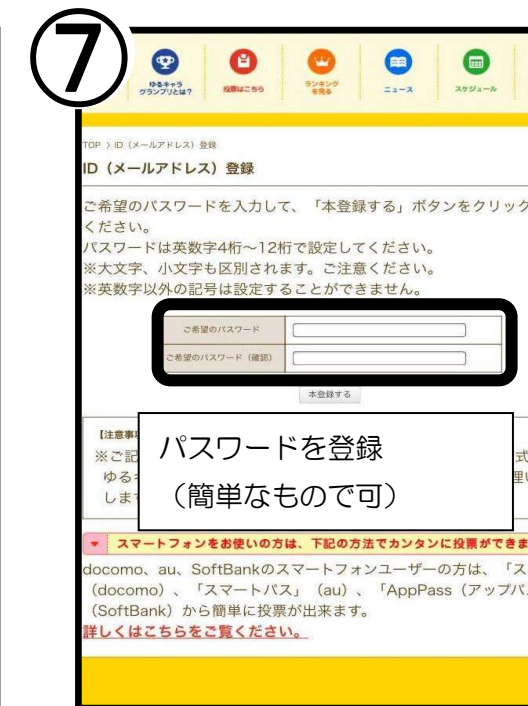 ⑦
ゆるキャラ
グランプリとは?
投票はこちら
ランキング
を見る
ニュース
スケジュール
TOP 〉ID（メールアドレス）登録
ID（メールアドレス）登録
ご希望のパスワードを入力して、「本登録する」ボタンをクリック
ください。
パスワードは英数字4桁～12桁で設定してください。
※大文字、小文字も区別されます。ご注意ください。
※英数字以外の記号は設定することができません。
ご希望のパスワード
ご希望のパスワード（確認）
本登録する
【注意事
※ご記
ゆる
しま
パスワードを登録
（簡単なもので可）
スマートフォンをお使いの方は、下記の方法でカンタンに投票ができま
docomo、au、SoftBankのスマートフォンユーザーの方は、「ス
（docomo）、「スマートパス」（au）、「AppPass（アップパ
（SoftBank）から簡単に投票が出来ます。
詳しくはこちらをご覧ください。